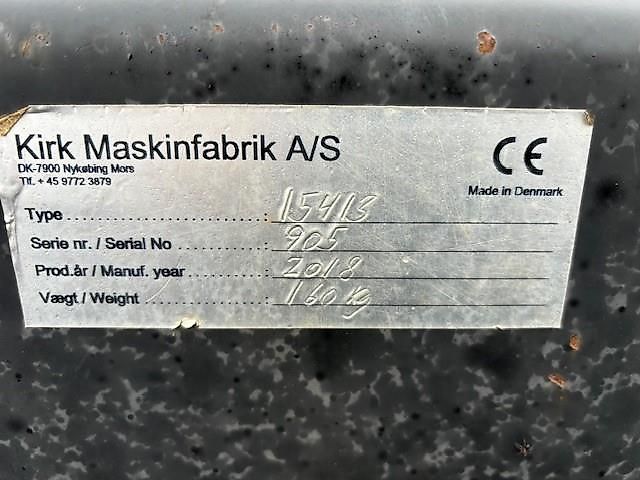 Kirk Maskinfabrik A/S
DK-7900 Nykøbing Mors
Tlf. + 45 9772 3879
CE
Made in Denmark
Type....................................: 15413
Serie nr. / Serial No ................: 905
Prod.år / Manuf. year ..............: 2018
Vægt / Weight .......................: 160 kg